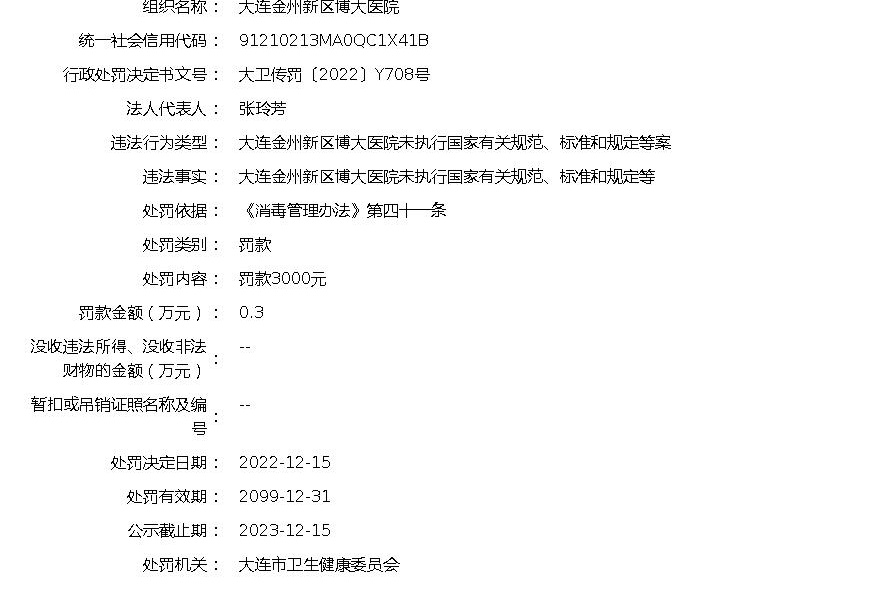 组织名称： 大连金州新区博大医院
统一社会信用代码： 91210213MA0QC1X41B
行政处罚决定书文号： 大卫传罚〔2022〕Y708号
法人代表人： 张玲芳
违法行为类型： 大连金州新区博大医院未执行国家有关规范、标准和规定等案
违法事实： 大连金州新区博大医院未执行国家有关规范、标准和规定等
处罚依据： 《消毒管理办法》第四十一条
处罚类别： 罚款
处罚内容： 罚款3000元
罚款金额（万元）： 0.3
没收违法所得、没收非法
财物的金额（万元）： --
暂扣或吊销证照名称及编
号： --
处罚决定日期： 2022-12-15
处罚有效期： 2099-12-31
公示截止期： 2023-12-15
处罚机关： 大连市卫生健康委员会